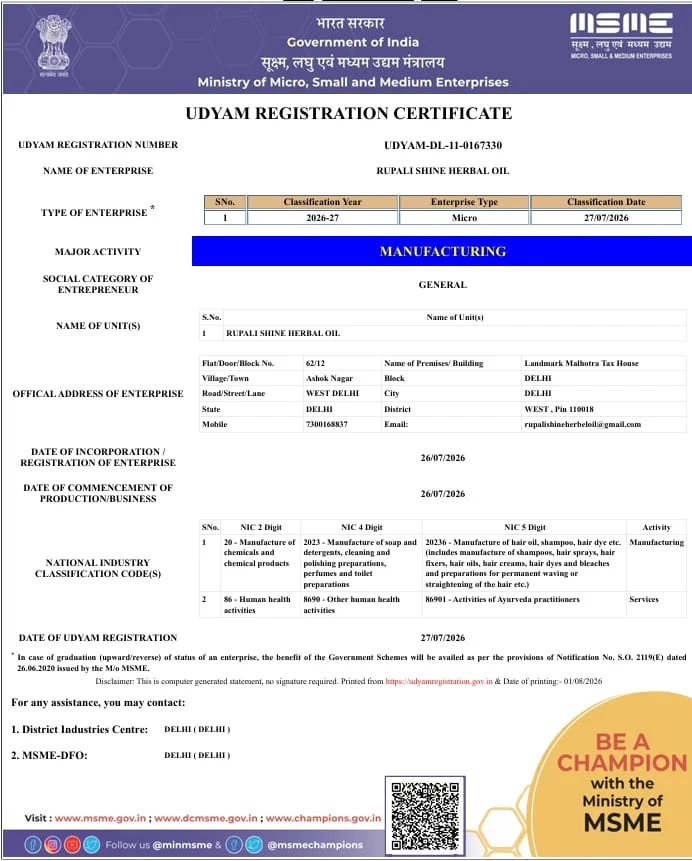 भारत सरकार
Government of India
सूक्ष्म, लघु एवं मध्यम उद्यम मंत्रालय
Ministry of Micro, Small and Medium Enterprises
सत्यमेव जयते
MSME
सूक्ष्म, लघु एवं मध्यम उद्यम
MICRO, SMALL & MEDIUM ENTERPRISES
UDYAM REGISTRATION CERTIFICATE
UDYAM REGISTRATION NUMBER UDYAM-DL-11-0167330
NAME OF ENTERPRISE RUPALI SHINE HERBAL OIL
TYPE OF ENTERPRISE *
SNo. Classification Year Enterprise Type Classification Date
1 2026-27 Micro 27/07/2026
MAJOR ACTIVITY MANUFACTURING
SOCIAL CATEGORY OF
ENTREPRENEUR
GENERAL
NAME OF UNIT(S)
S.No. Name of Unit(s)
1 RUPALI SHINE HERBAL OIL
OFFICAL ADDRESS OF ENTERPRISE
Flat/Door/Block No. 62/12 Name of Premises/ Building Landmark Malhotra Tax House
Village/Town Ashok Nagar Block DELHI
Road/Street/Lane WEST DELHI City DELHI
State DELHI District WEST , Pin 110018
Mobile 7300168837 Email: rupalishineherbeloil@gmail.com
DATE OF INCORPORATION /
REGISTRATION OF ENTERPRISE
26/07/2026
DATE OF COMMENCEMENT OF
PRODUCTION/BUSINESS
26/07/2026
NATIONAL INDUSTRY
CLASSIFICATION CODE(S)
SNo. NIC 2 Digit NIC 4 Digit NIC 5 Digit Activity
1 20 - Manufacture of 2023 - Manufacture of soap and 20236 - Manufacture of hair oil, shampoo, hair dye etc. Manufacturing
chemicals and detergents, cleaning and (includes manufacture of shampoos, hair sprays, hair
chemical products polishing preparations, fixers, hair oils, hair creams, hair dyes and bleaches
perfumes and toilet and preparations for permanent waving or
preparations straightening of the hair etc.)
2 86 - Human health 8690 - Other human health 86901 - Activities of Ayurveda practitioners Services
activities activities
DATE OF UDYAM REGISTRATION 27/07/2026
* In case of graduation (upward/reverse) of status of an enterprise, the benefit of the Government Schemes will be availed as per the provisions of Notification No. S.O. 2119(E) dated
26.06.2020 issued by the M/o MSME.
Disclaimer: This is computer generated statement, no signature required. Printed from https://udyamregistration.gov.in & Date of printing:- 01/08/2026
For any assistance, you may contact:
1. District Industries Centre: DELHI ( DELHI )
2. MSME-DFO: DELHI ( DELHI )
BE A
CHAMPION
with the
Ministry of
MSME
Visit : www.msme.gov.in ; www.dcmsme.gov.in ; www.champions.gov.in
Follow us @minmsme & @msmechampions